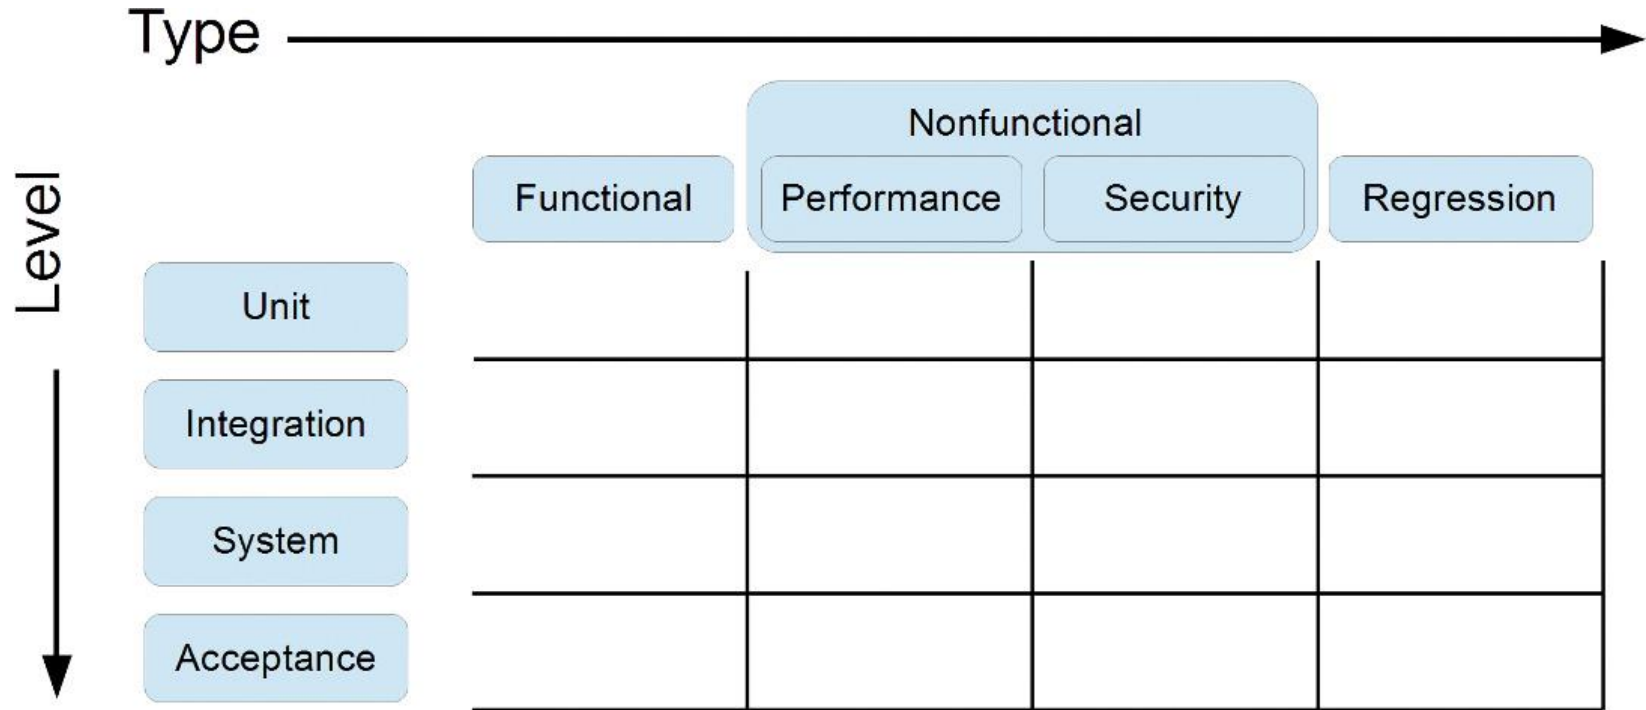 Type
Nonfunctional
Functional
Performance
Security
Regression
Level
Unit
Integration
System
Acceptance